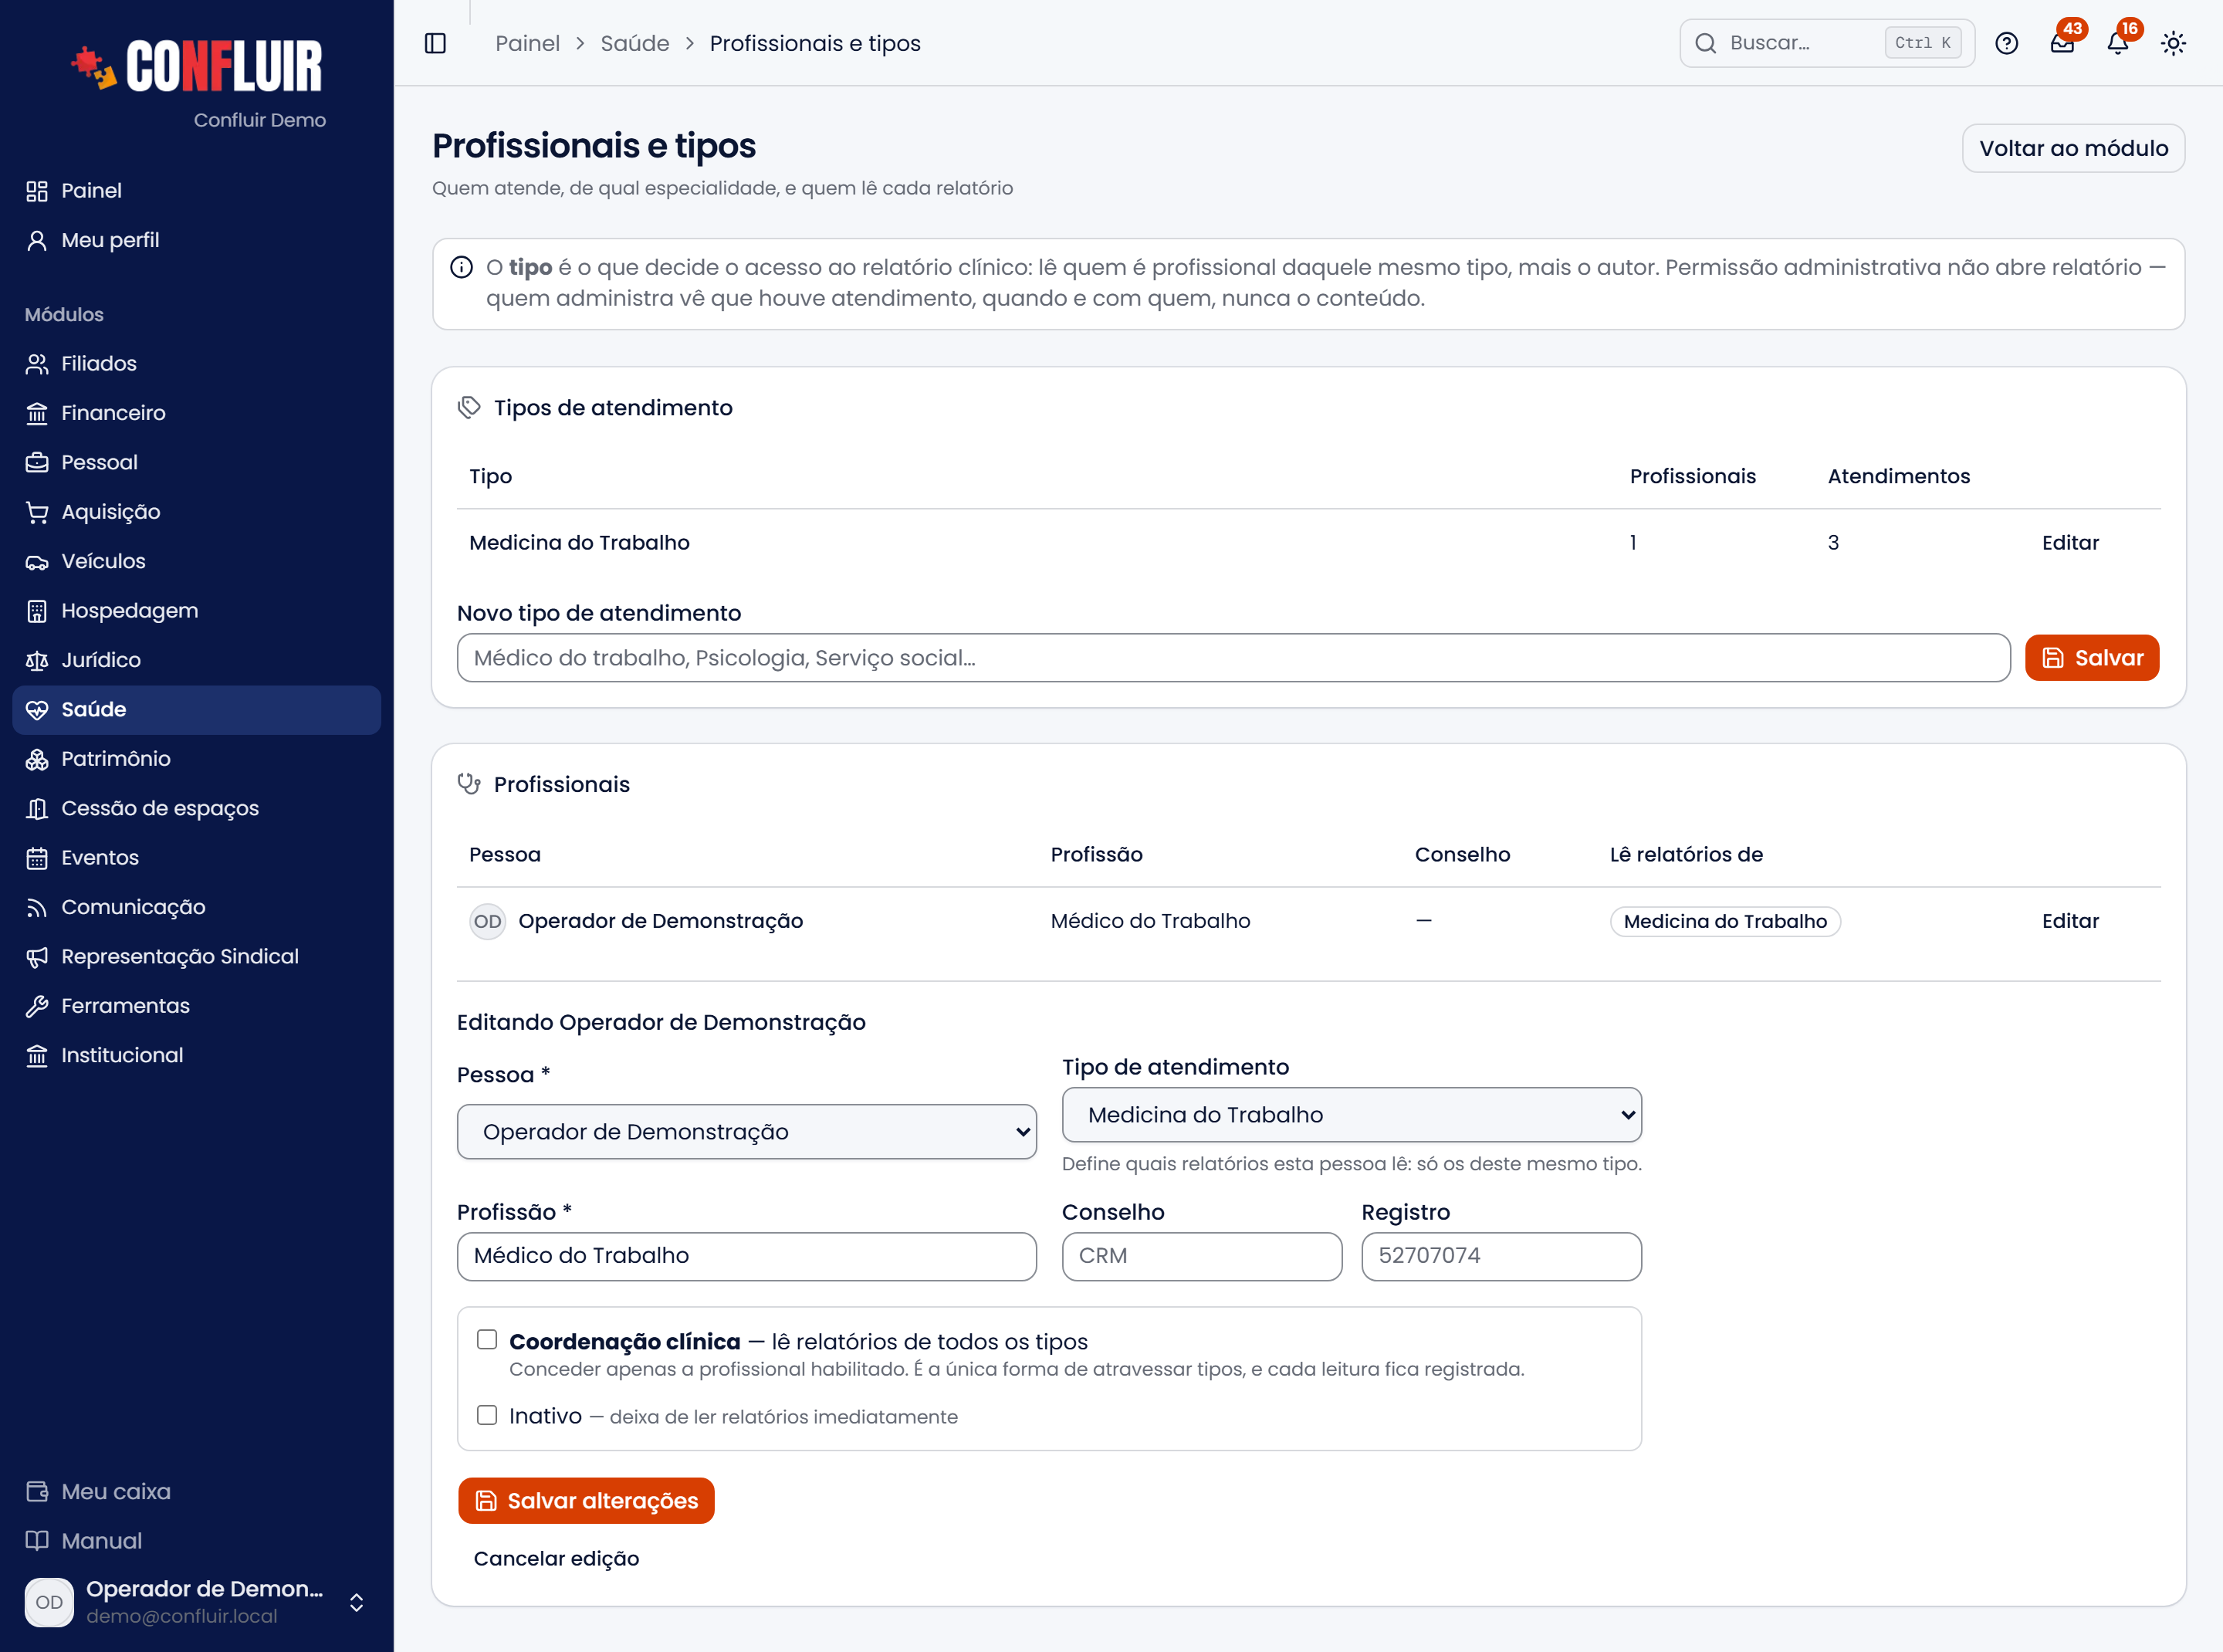 CONFLUIR
Confluir Demo
Painel
Meu perfil
Módulos
Filiados
Financeiro
Pessoal
Aquisição
Veículos
Hospedagem
Jurídico
Saúde
Patrimônio
Cessão de espaços
Eventos
Comunicação
Representação Sindical
Ferramentas
Institucional
Meu caixa
Manual
OD
Operador de Demon...
demo@confluir.local
Painel > Saúde > Profissionais e tipos
Buscar... Ctrl K
43
16
Profissionais e tipos
Quem atende, de qual especialidade, e quem lê cada relatório
Voltar ao módulo
O tipo é o que decide o acesso ao relatório clínico: lê quem é profissional daquele mesmo tipo, mais o autor. Permissão administrativa não abre relatório —
quem administra vê que houve atendimento, quando e com quem, nunca o conteúdo.
Tipos de atendimento
Tipo Profissionais Atendimentos
Medicina do Trabalho 1 3 Editar
Novo tipo de atendimento
Médico do trabalho, Psicologia, Serviço social...
Salvar
Profissionais
Pessoa Profissão Conselho Lê relatórios de
OD Operador de Demonstração Médico do Trabalho — Medicina do Trabalho Editar
Editando Operador de Demonstração
Pessoa *
Operador de Demonstração
Tipo de atendimento
Medicina do Trabalho
Define quais relatórios esta pessoa lê: só os deste mesmo tipo.
Profissão *
Médico do Trabalho
Conselho
CRM
Registro
52707074
Coordenação clínica — lê relatórios de todos os tipos
Conceder apenas a profissional habilitado. É a única forma de atravessar tipos, e cada leitura fica registrada.
Inativo — deixa de ler relatórios imediatamente
Salvar alterações
Cancelar edição